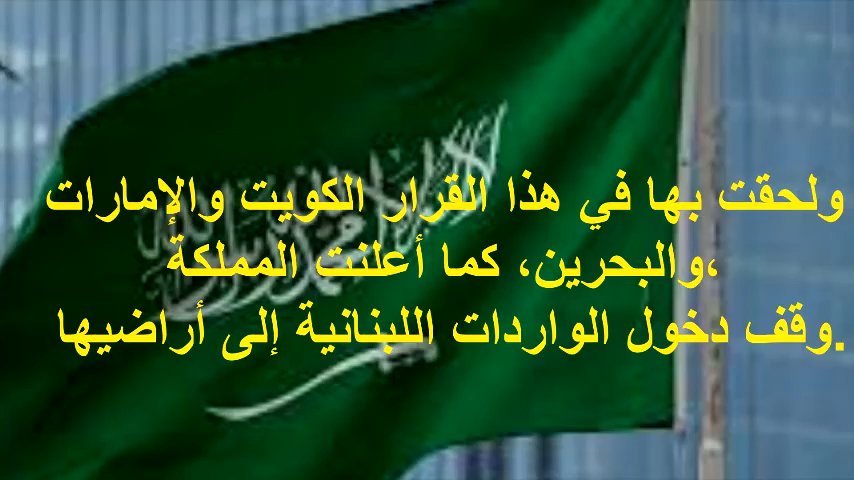 ولحقت بها في هذا القرار الكويت والإمارات
والبحرين، كما أعلنت المملكة،
وقف دخول الواردات اللبنانية إلى أراضيها.